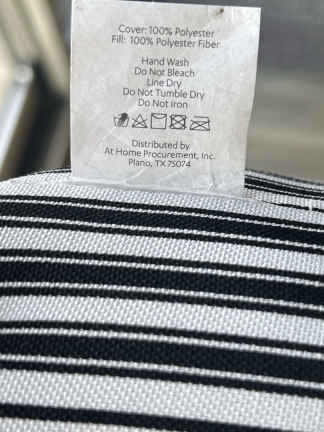 Cover: 100% Polyester
Fill: 100% Polyester Fiber
Hand Wash
Do Not Bleach
Line Dry
Do Not Tumble Dry
Do Not Iron
Distributed by
At Home Procurement, Inc.
Plano, TX 75074